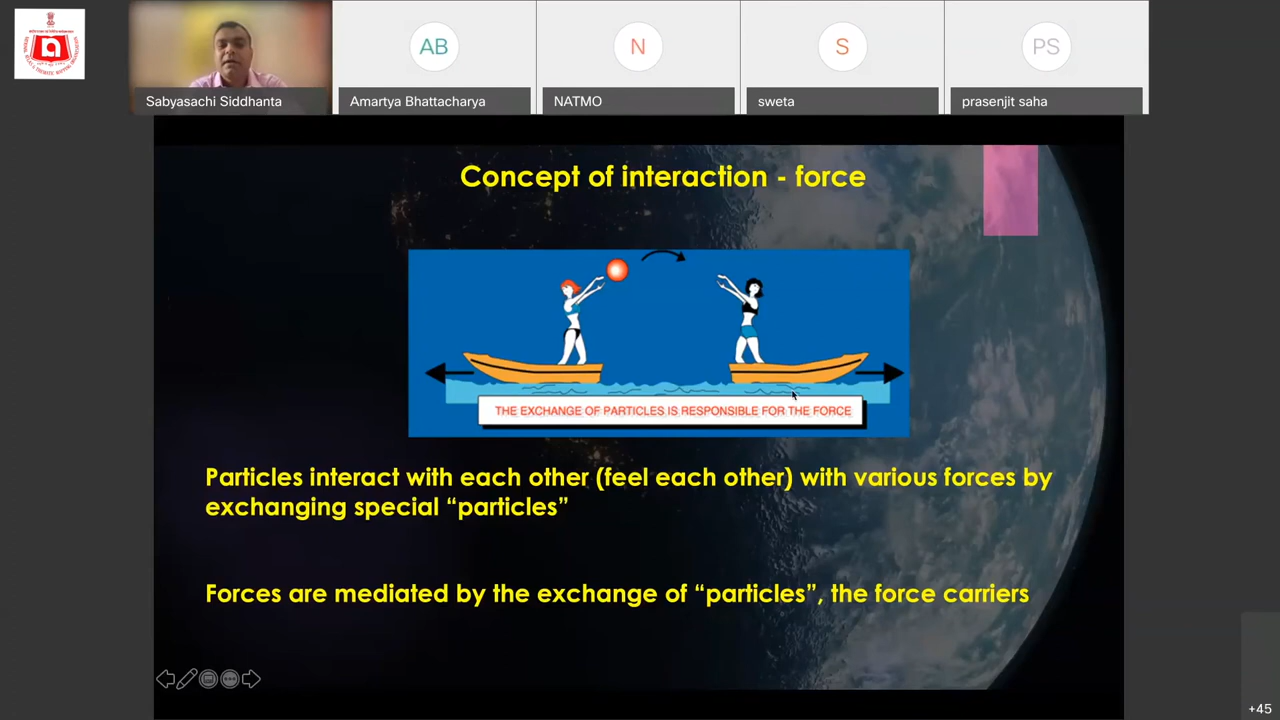 AB
N
S
PS
Sabyasachi Siddhanta
Amartya Bhattacharya
NATMO
sweta
prasenjit saha
Concept of interaction - force
THE EXCHANGE OF PARTICLES IS RESPONSIBLE FOR THE FORCE
Particles interact with each other (feel each other) with various forces by
exchanging special “particles”
Forces are mediated by the exchange of “particles”, the force carriers
+45